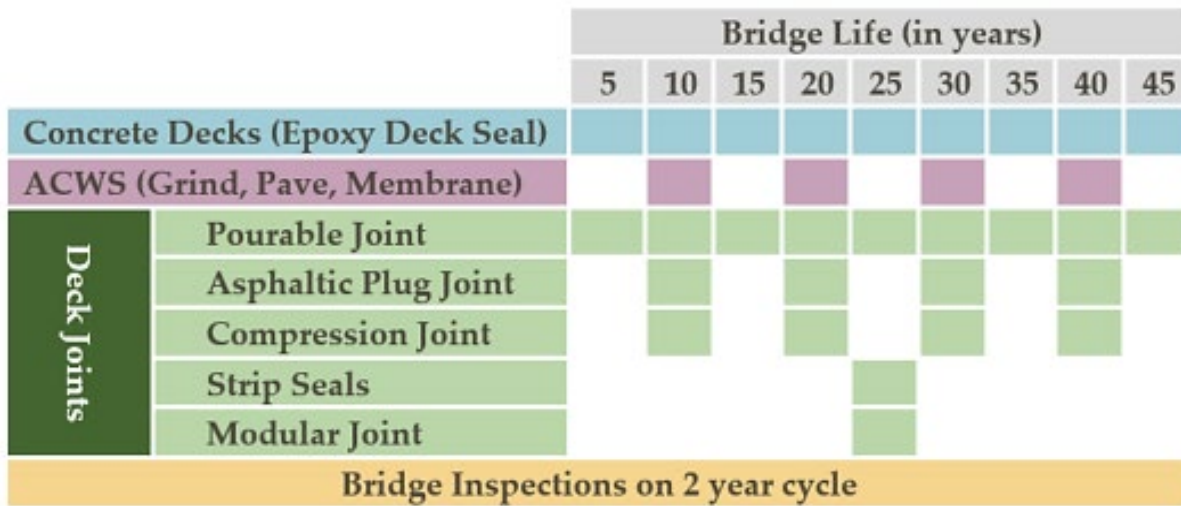 Bridge Life (in years)
5 10 15 20 25 30 35 40 45
Concrete Decks (Epoxy Deck Seal)
ACWS (Grind, Pave, Membrane)
Deck Joints
Pourable Joint
Asphaltic Plug Joint
Compression Joint
Strip Seals
Modular Joint
Bridge Inspections on 2 year cycle